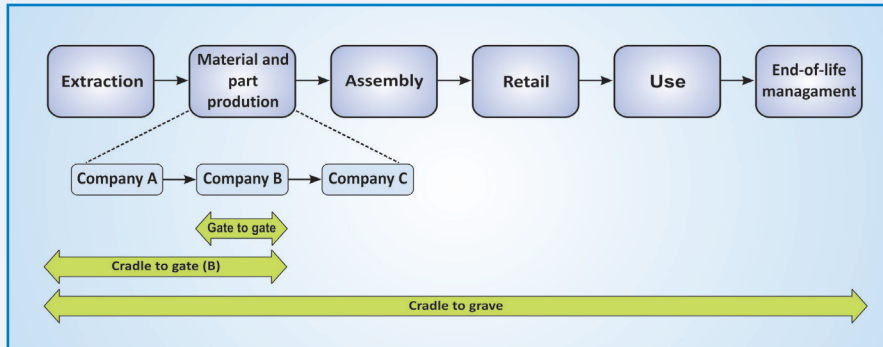 Extraction
Material and
part
prodution
Assembly
Retail
Use
End-of-life
managament
Company A
Company B
Company C
Gate to gate
Cradle to gate (B)
Cradle to grave